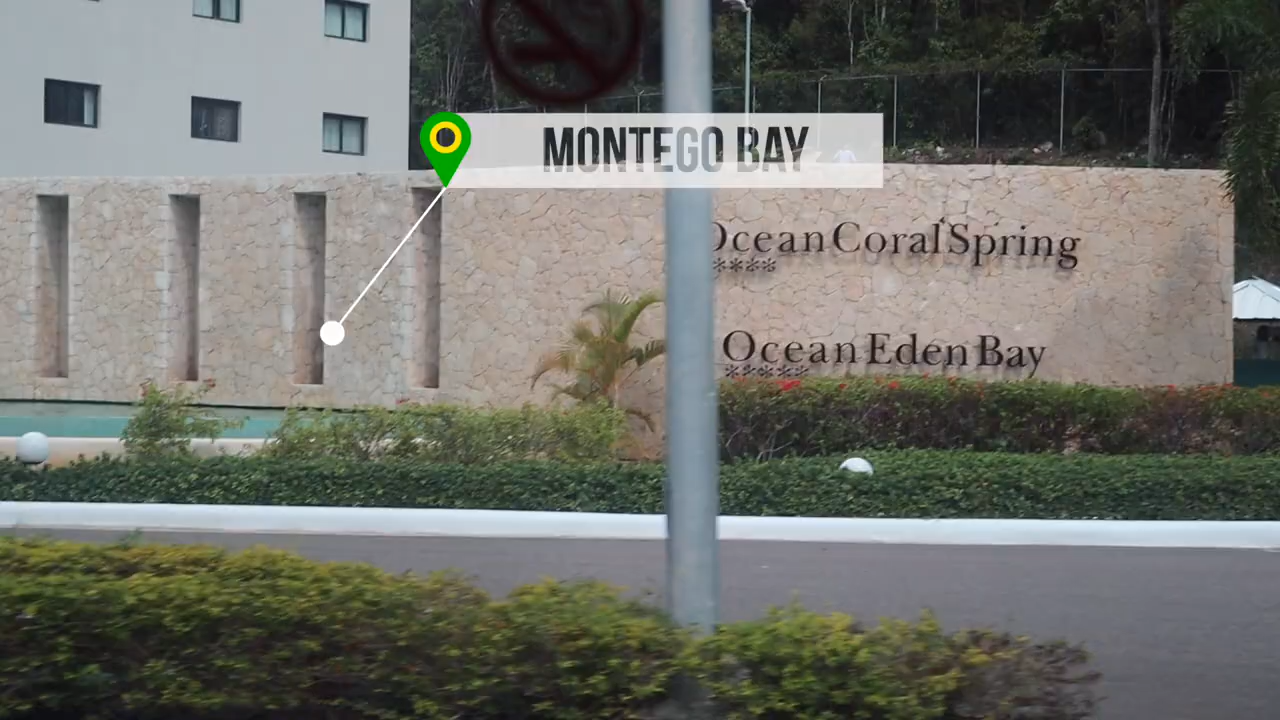 MONTEGO BAY
Ocean Coral Spring
****
Ocean Eden Bay
*****